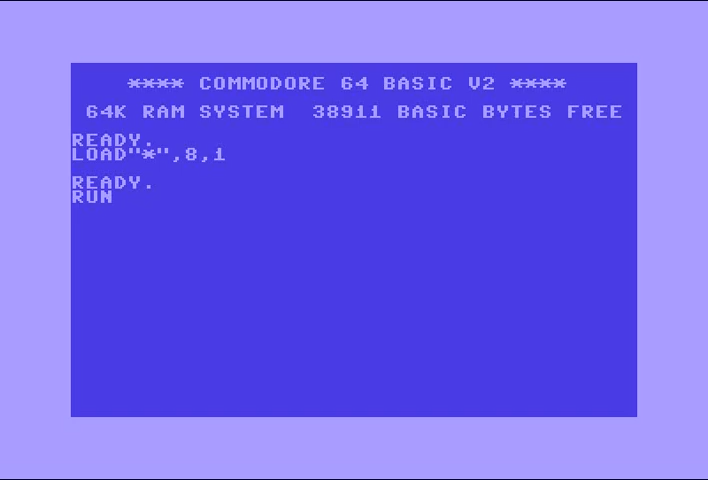 **** COMMODORE 64 BASIC V2 ****
64K RAM SYSTEM  38911 BASIC BYTES FREE
READY.
LOAD"*",8,1
READY.
RUN